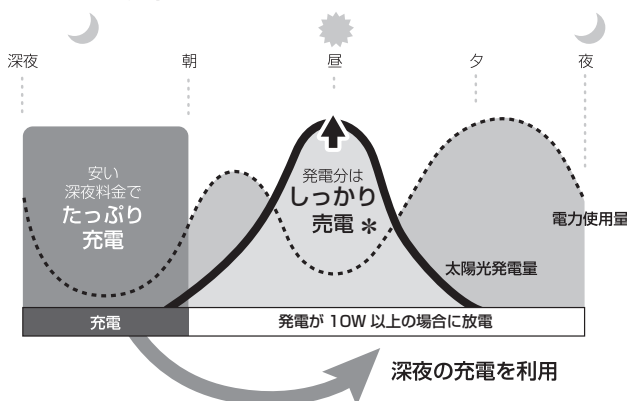 深夜
朝
昼
夕
夜
安い
深夜料金で
たっぷり
充電
発電分は
しっかり
売電＊
電力使用量
太陽光発電量
充電
発電が10W以上の場合に放電
深夜の充電を利用